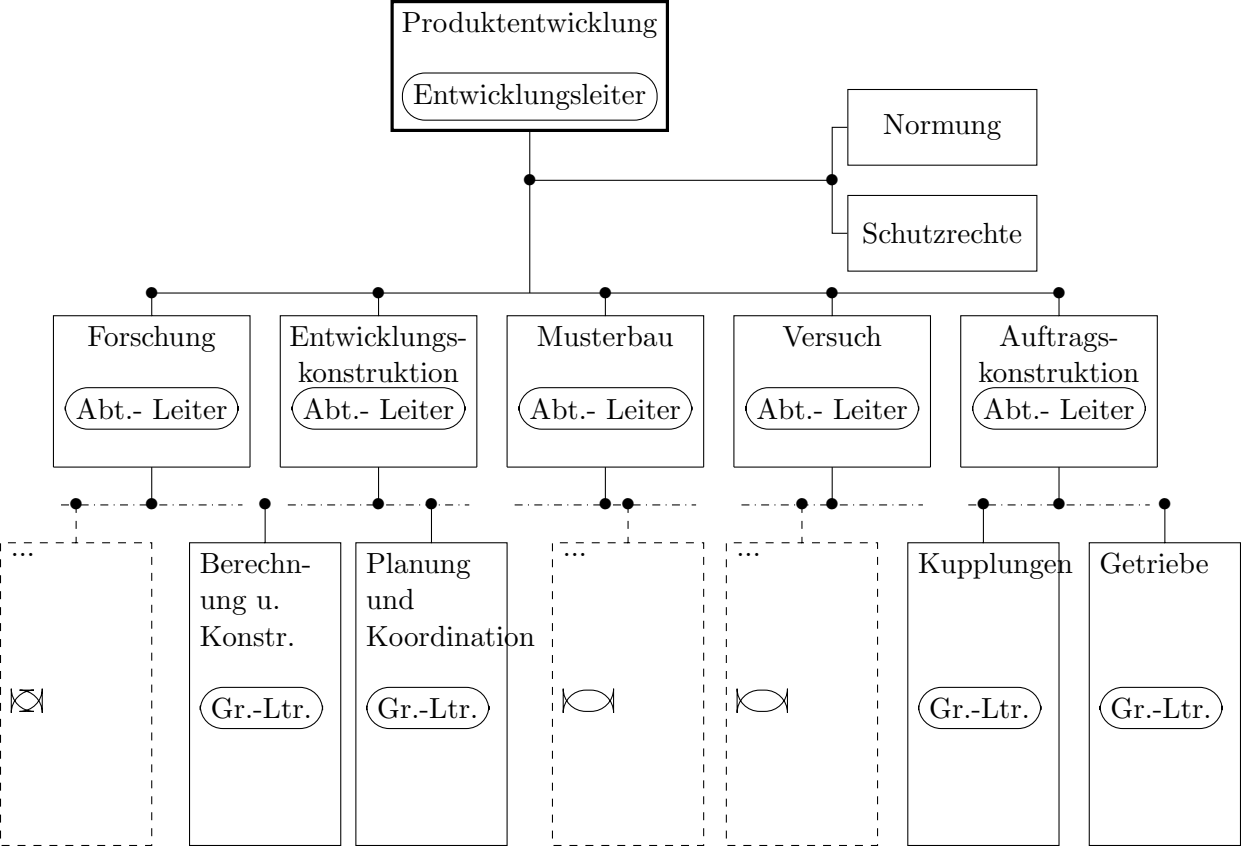 Produktentwicklung
Entwicklungsleiter
Normung
Schutzrechte
Forschung
Abt.- Leiter
Entwicklungs-
konstruktion
Abt.- Leiter
Musterbau
Abt.- Leiter
Versuch
Abt.- Leiter
Auftrags-
konstruktion
Abt.- Leiter
...
Berechn-
ung u.
Konstr.
Gr.-Ltr.
Planung
und
Koordination
Gr.-Ltr.
...
...
Kupplungen
Gr.-Ltr.
Getriebe
Gr.-Ltr.